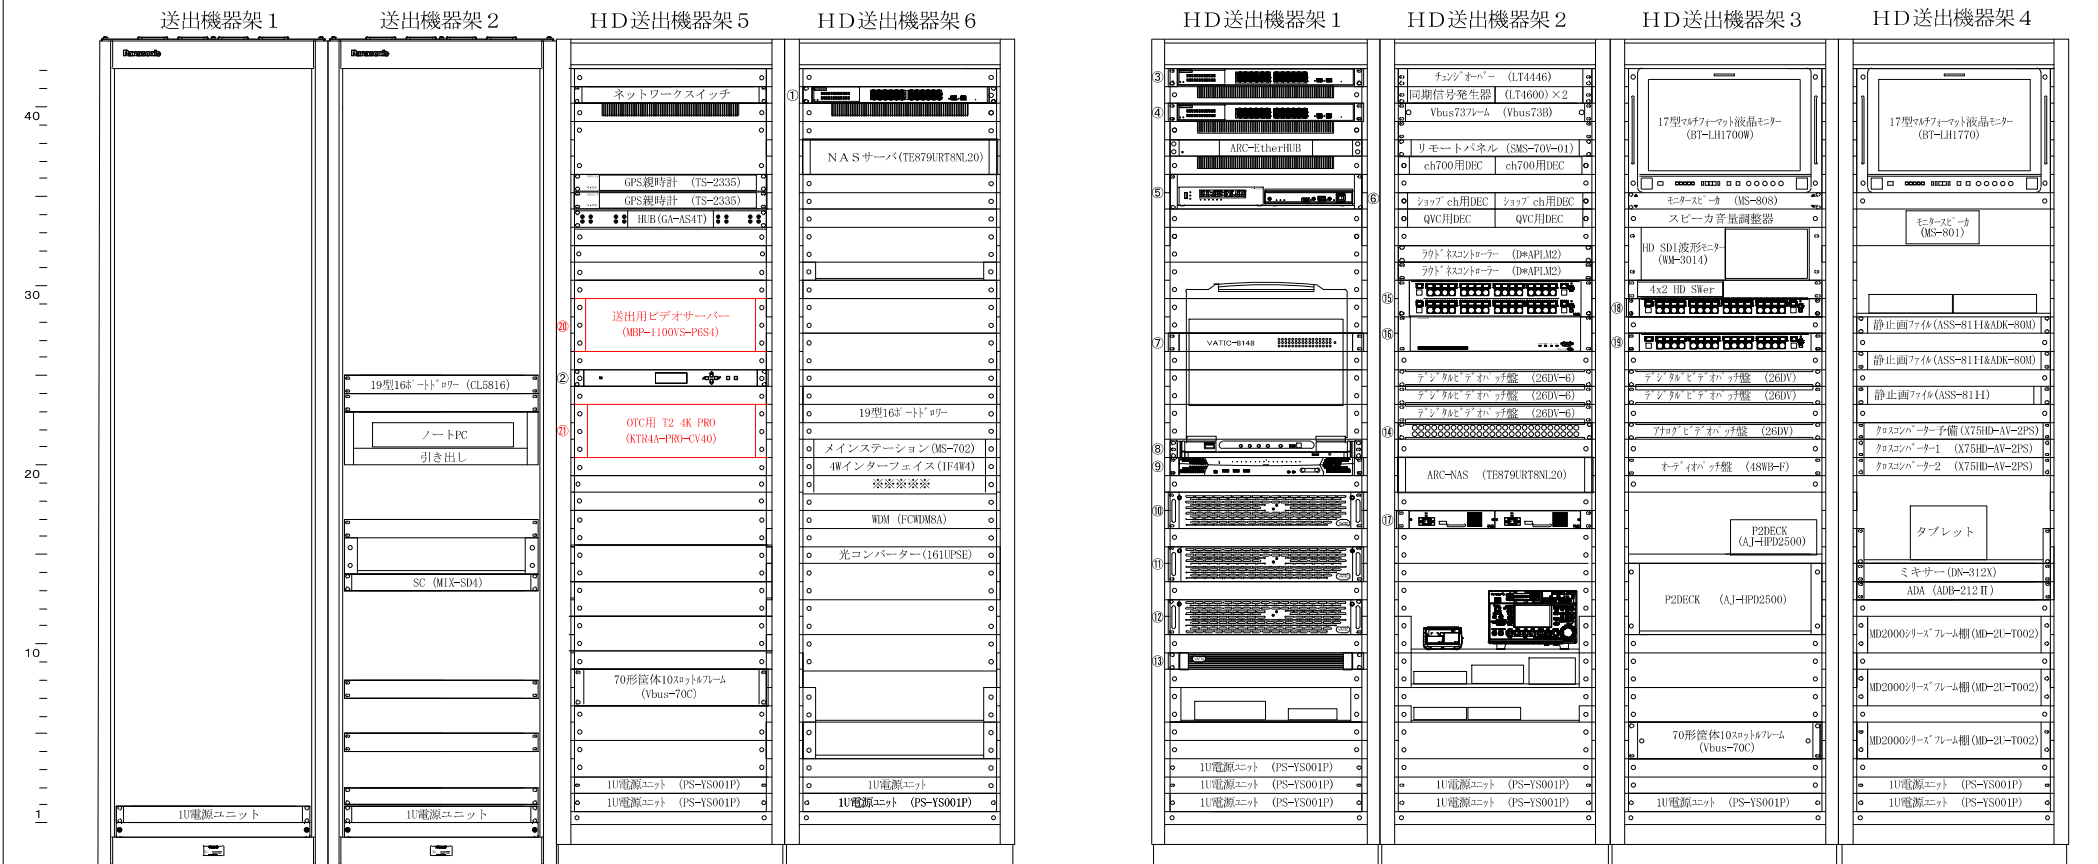 送出機器架1
送出機器架2
HD送出機器架5
HD送出機器架6
HD送出機器架1
HD送出機器架2
HD送出機器架3
HD送出機器架4
40
30
20
10
1
Panasonic
1U電源ユニット
Panasonic
19型16ポートドロワー (CL5816)
ノートPC
引き出し
SC (MIX-SD4)
1U電源ユニット
ネットワークスイッチ
GPS親時計 (TS-2335)
GPS親時計 (TS-2335)
HUB(GA-AS4T)
⑳
送出用ビデオサーバー
(MBP-1100VS-P6S4)
②
㉑
OTC用 T2 4K PRO
(KTR4A-PRO-CV40)
70形筐体10スロットルフレーム
(Vbus-70C)
1U電源ユニット (PS-YS001P)
1U電源ユニット (PS-YS001P)
①
NASサーバ(TE879URT8NL20)
19型16ポートドロワー
メインステーション(MS-702)
4Wインターフェイス(IF4W4)
※※※※※
WDM (FCWDM8A)
光コンバーター(161UPSE)
1U電源ユニット
1U電源ユニット (PS-YS001P)
③
④
ARC-EtherHUB
⑤
⑦
VATIC-8148
⑧
⑨
⑩
⑪
⑫
⑬
1U電源ユニット (PS-YS001P)
1U電源ユニット (PS-YS001P)
1U電源ユニット (PS-YS001P)
チェンジオーバー (LT4446)
同期信号発生器 (LT4600)×2
Vbus73フレーム (Vbus73B)
リモートパネル (SMS-70V-01)
ch700用DEC ch700用DEC
⑥
ショップch用DEC ショップch用DEC
QVC用DEC QVC用DEC
ラウドネスコントローラー (D*APLM2)
ラウドネスコントローラー (D*APLM2)
⑮
⑯
デジタルビデオパッチ盤 (26DV-6)
デジタルビデオパッチ盤 (26DV-6)
デジタルビデオパッチ盤 (26DV-6)
⑭
ARC-NAS (TE879URT8NL20)
⑰
1U電源ユニット (PS-YS001P)
1U電源ユニット (PS-YS001P)
17型マルチフォーマット液晶モニター
(BT-LH1700W)
モニタースピーカ (MS-808)
スピーカ音量調整器
HD SDI波形モニター
(WM-3014)
4x2 HD SWer
⑱
⑲
デジタルビデオパッチ盤 (26DV)
デジタルビデオパッチ盤 (26DV)
アナログビデオパッチ盤 (26DV)
オーディオパッチ盤 (48WB-F)
P2DECK
(AJ-HPD2500)
P2DECK (AJ-HPD2500)
70形筐体10スロットルフレーム
(Vbus-70C)
1U電源ユニット (PS-YS001P)
17型マルチフォーマット液晶モニター
(BT-LH1770)
モニタースピーカ
(MS-801)
静止画ファイル(ASS-81H&ADK-80M)
静止画ファイル(ASS-81H&ADK-80M)
静止画ファイル(ASS-81H)
クロスコンバーター予備(X75HD-AV-2PS)
クロスコンバーター1 (X75HD-AV-2PS)
クロスコンバーター2 (X75HD-AV-2PS)
タブレット
ミキサー(DN-312X)
ADA (ADB-212Ⅱ)
MD2000シリーズフレーム棚(MD-2U-T002)
MD2000シリーズフレーム棚(MD-2U-T002)
MD2000シリーズフレーム棚(MD-2U-T002)
1U電源ユニット (PS-YS001P)
1U電源ユニット (PS-YS001P)